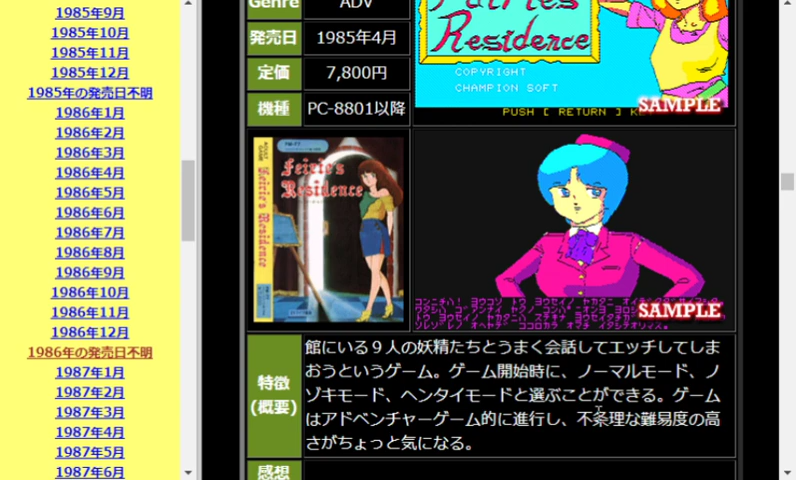 1985年9月
1985年10月
1985年11月
1985年12月
1985年の発売日不明
1986年1月
1986年2月
1986年3月
1986年4月
1986年5月
1986年6月
1986年7月
1986年8月
1986年9月
1986年10月
1986年11月
1986年12月
1986年の発売日不明
1987年1月
1987年2月
1987年3月
1987年4月
1987年5月
1987年6月
Genre ADV
発売日 1985年4月
定価 7,800円
機種 PC-8801以降
Residence
COPYRIGHT
CHAMPION SOFT
PUSH [ RETURN ]
SAMPLE
Feirie's
Residence
Feirie's Residence
SAMPLE
特徴
(概要)
館にいる9人の妖精たちとうまく会話してエッチしてしま
おうというゲーム。ゲーム開始時に、ノーマルモード、ノ
ゾキモード、ヘンタイモードと選ぶことができる。ゲーム
はアドベンチャーゲーム的に進行し、不条理な難易度の高
さがちょっと気になる。
感想